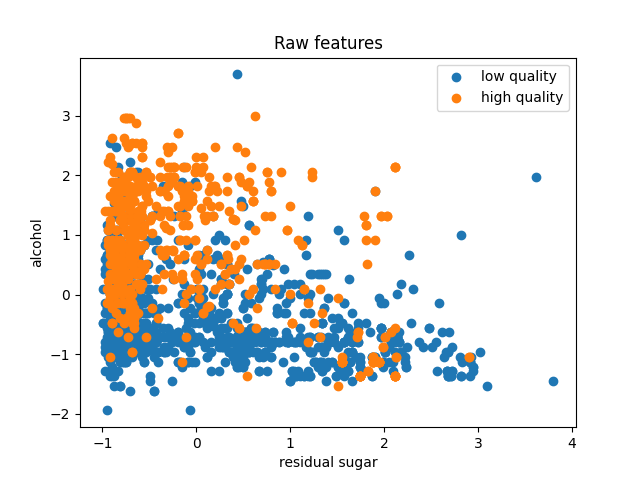 Raw features
low quality
high quality
alcohol
3
2
1
0
−1
−2
−1 0 1 2 3 4
residual sugar